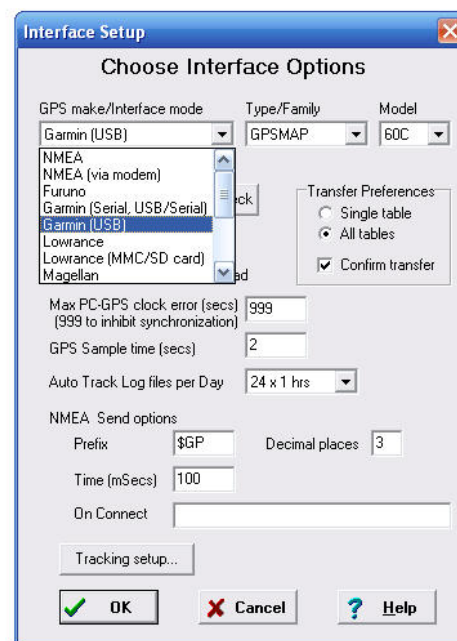 Interface Setup
Choose Interface Options
GPS make/Interface mode Type/Family Model
Garmin (USB) GPSMAP 60C
NMEA
NMEA (via modem)
Furuno
Garmin (Serial, USB/Serial)
Garmin (USB)
Lowrance
Lowrance (MMC/SD card)
Magellan
Transfer Preferences
Single table
All tables
Confirm transfer
Max PC-GPS clock error (secs) 999
(999 to inhibit synchronization)
GPS Sample time (secs) 2
Auto Track Log files per Day 24 x 1 hrs
NMEA Send options
Prefix $GP Decimal places 3
Time (mSecs) 100
On Connect
Tracking setup...
OK Cancel Help